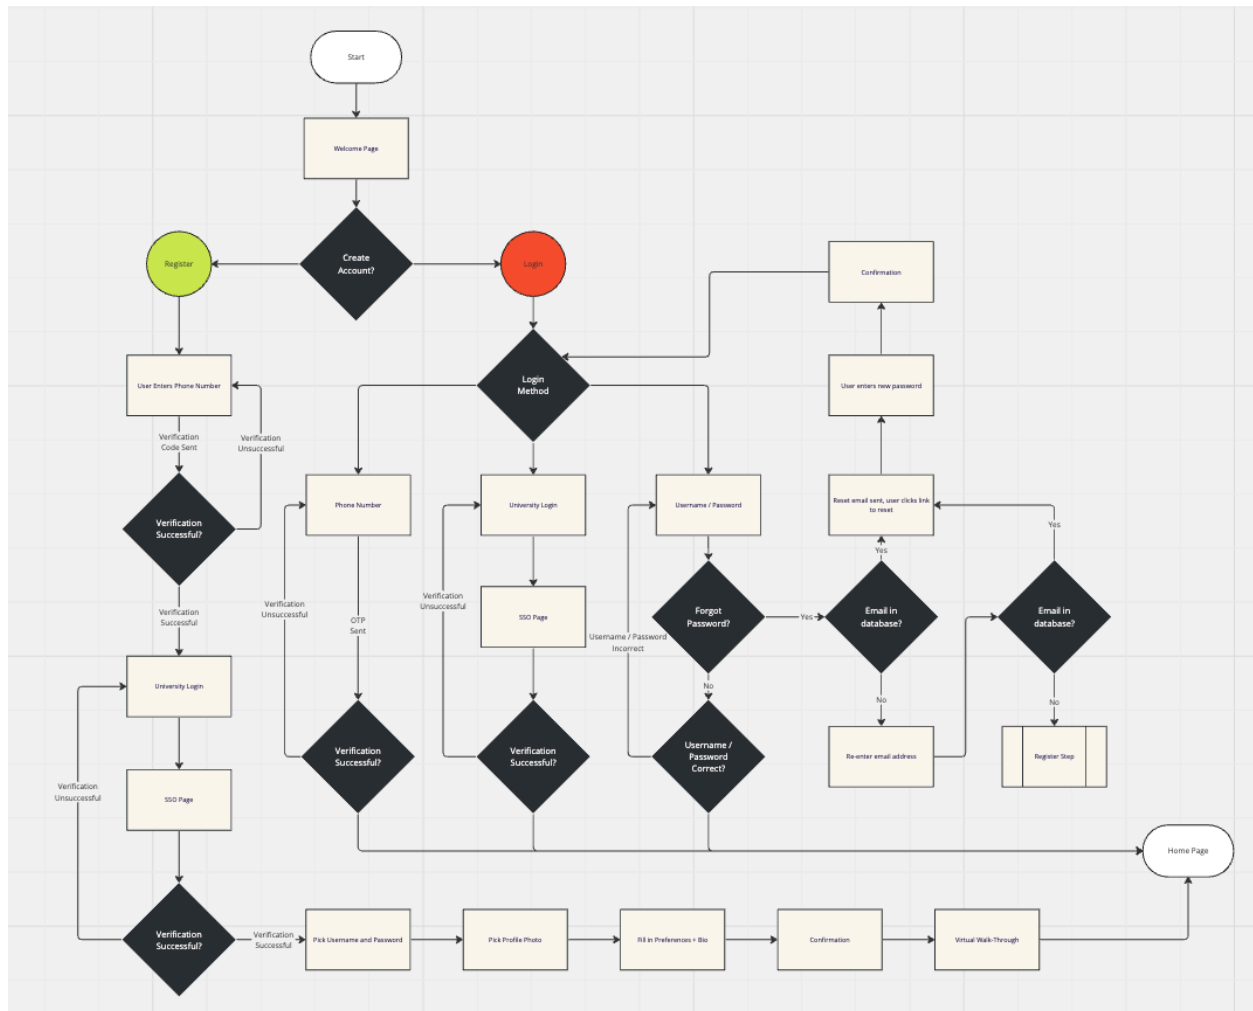 Start
Welcome Page
Create
Account?
Register
Login
Confirmation
User Enters Phone Number
Login
Method
User enters new password
Verification
Code Sent
Verification
Unsuccessful
Verification
Successful?
Phone Number
University Login
Username / Password
Reset email sent, user clicks link
to reset
Yes
Yes
Verification
Successful
Verification
Unsuccessful
OTP
Sent
Verification
Unsuccessful
SSO Page
Username / Password
Incorrect
Forgot
Password?
Yes
Email in
database?
Email in
database?
University Login
No
No
No
Verification
Successful?
Verification
Successful?
Username /
Password
Correct?
Re-enter email address
Register Step
Verification
Unsuccessful
SSO Page
Home Page
Verification
Successful?
Verification
Successful
Pick Username and Password
Pick Profile Photo
Fill in Preferences + Bio
Confirmation
Virtual Walk-Through